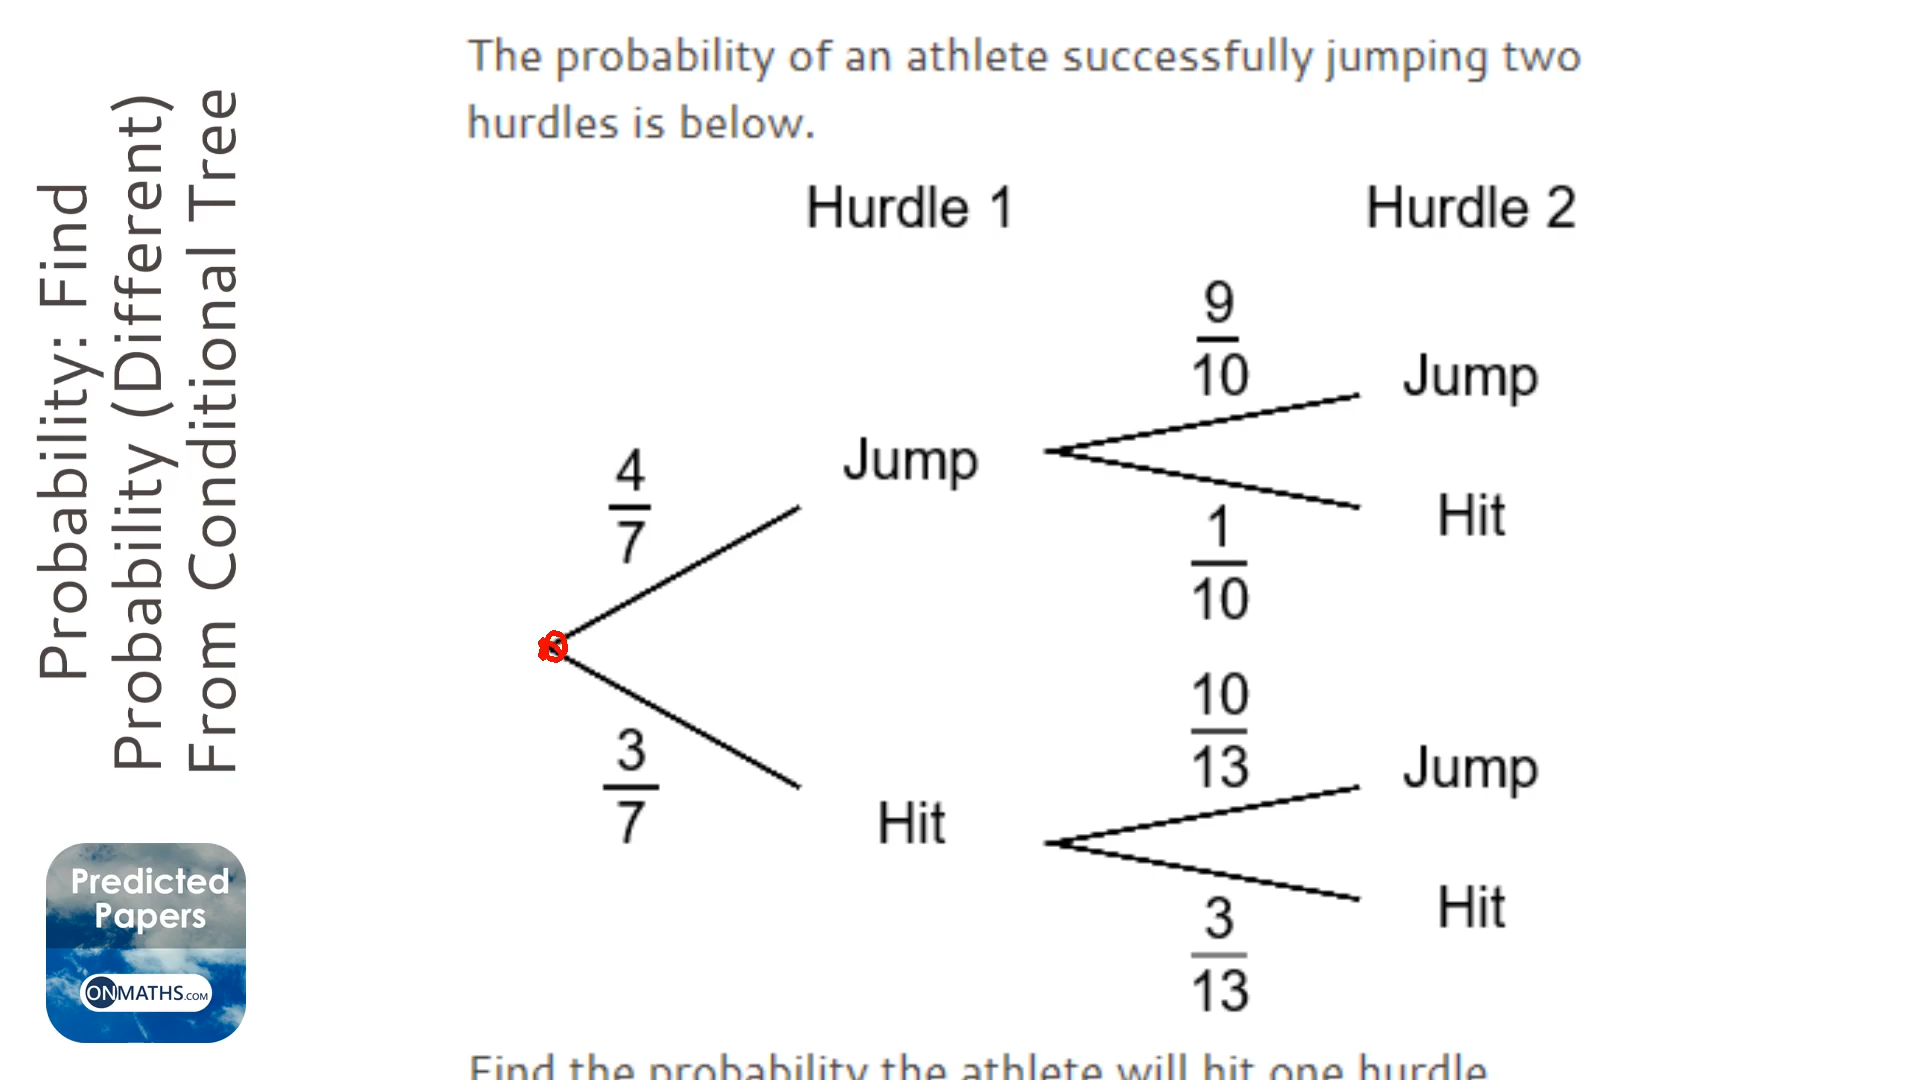 Probability: Find
Probability (Different)
From Conditional Tree
The probability of an athlete successfully jumping two
hurdles is below.
Hurdle 1
Hurdle 2
9
10
Jump
4
7
Jump
1
10
Hit
3
7
Hit
10
13
Jump
3
13
Hit
Predicted
Papers
ONMATHS.COM
Find the probability the athlete will hit one hurdle